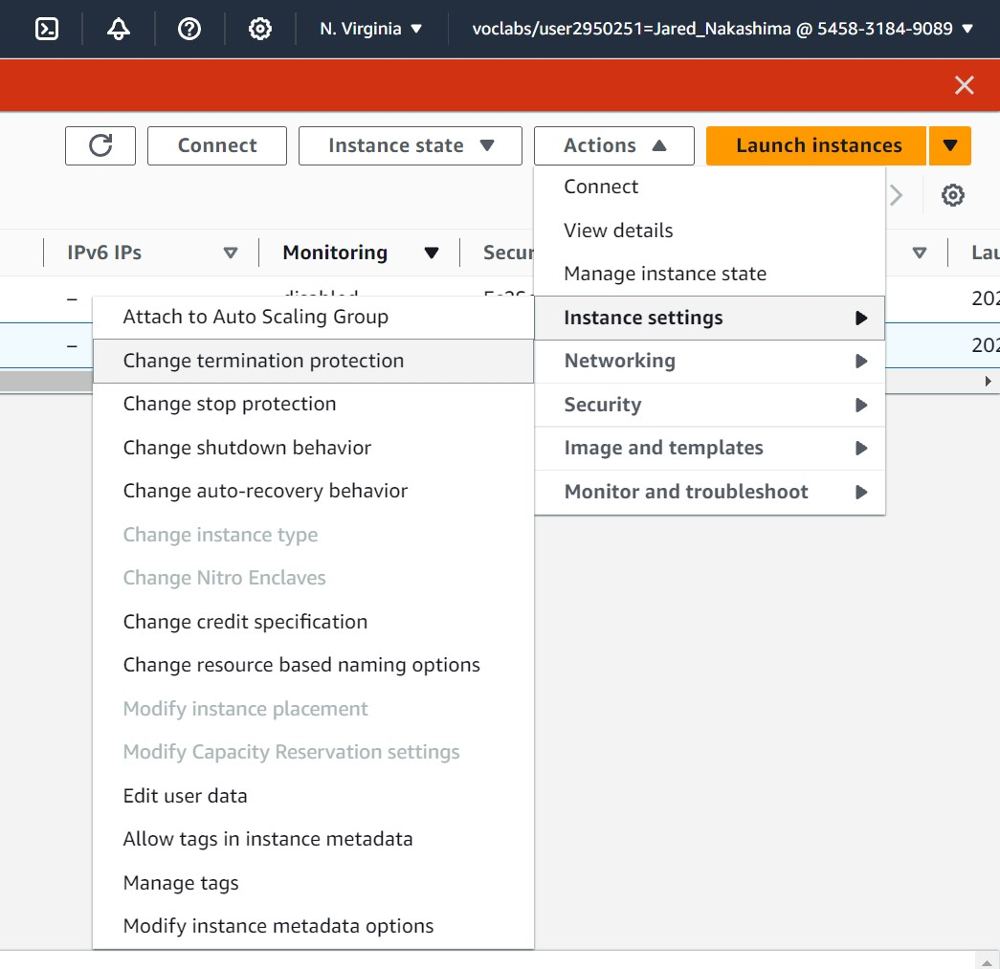 N. Virginia ▼ voclabs/user2950251=Jared_Nakashima @ 5458-3184-9089 ▼
Connect Instance state ▼ Actions ▲ Launch instances ▼
Connect
View details
Manage instance state
Instance settings
Networking
Security
Image and templates
Monitor and troubleshoot
IPv6 IPs Monitoring Secur Lau
– disabled 202
– 202
Attach to Auto Scaling Group
Change termination protection
Change stop protection
Change shutdown behavior
Change auto-recovery behavior
Change instance type
Change Nitro Enclaves
Change credit specification
Change resource based naming options
Modify instance placement
Modify Capacity Reservation settings
Edit user data
Allow tags in instance metadata
Manage tags
Modify instance metadata options